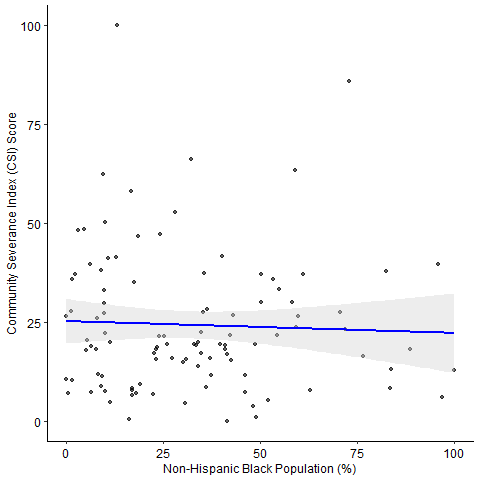 100
75
50
25
0
Community Severance Index (CSI) Score
0 25 50 75 100
Non-Hispanic Black Population (%)